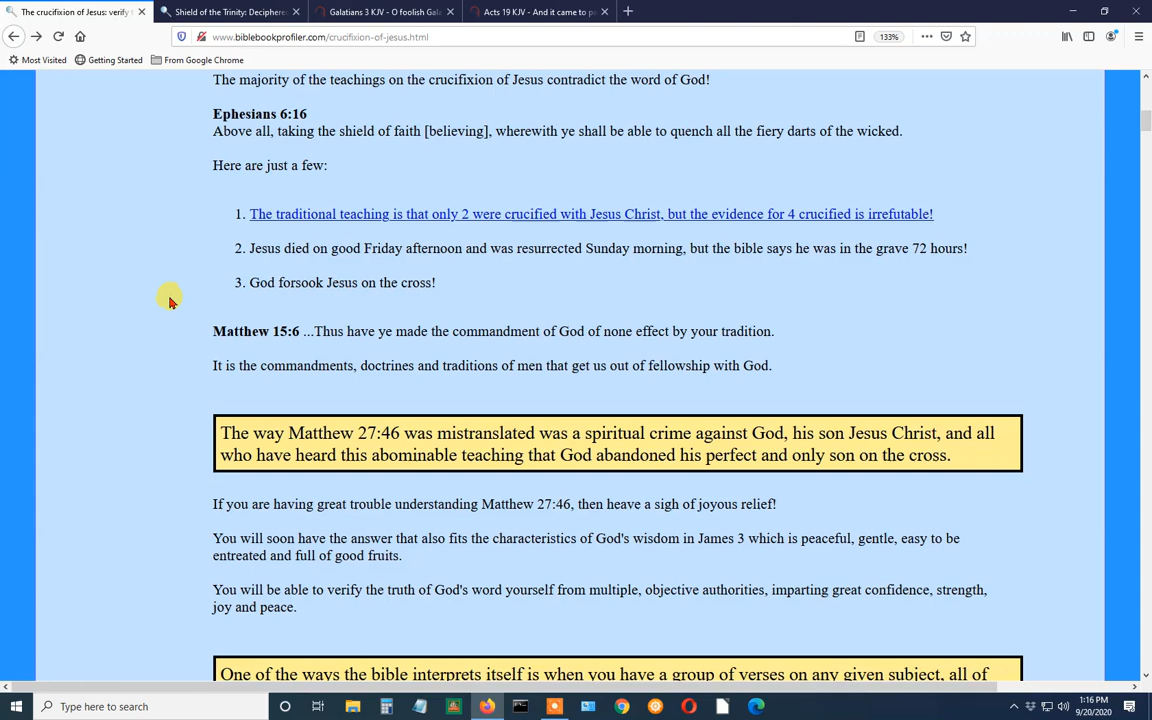 The crucifixion of Jesus: verify
Shield of the Trinity: Deciphere
Galatians 3 KJV - O foolish Gala
Acts 19 KJV - And it came to p
www.biblebookprofiler.com/crucifixion-of-jesus.html
133%
Most Visited
Getting Started
From Google Chrome
The majority of the teachings on the crucifixion of Jesus contradict the word of God!
Ephesians 6:16
Above all, taking the shield of faith [believing], wherewith ye shall be able to quench all the fiery darts of the wicked.
Here are just a few:
1. The traditional teaching is that only 2 were crucified with Jesus Christ, but the evidence for 4 crucified is irrefutable!
2. Jesus died on good Friday afternoon and was resurrected Sunday morning, but the bible says he was in the grave 72 hours!
3. God forsook Jesus on the cross!
Matthew 15:6 ...Thus have ye made the commandment of God of none effect by your tradition.
It is the commandments, doctrines and traditions of men that get us out of fellowship with God.
The way Matthew 27:46 was mistranslated was a spiritual crime against God, his son Jesus Christ, and all
who have heard this abominable teaching that God abandoned his perfect and only son on the cross.
If you are having great trouble understanding Matthew 27:46, then heave a sigh of joyous relief!
You will soon have the answer that also fits the characteristics of God's wisdom in James 3 which is peaceful, gentle, easy to be
entreated and full of good fruits.
You will be able to verify the truth of God's word yourself from multiple, objective authorities, imparting great confidence, strength,
joy and peace.
One of the ways the bible interprets itself is when you have a group of verses on any given subject, all of
Type here to search
1:16 PM
9/20/2020